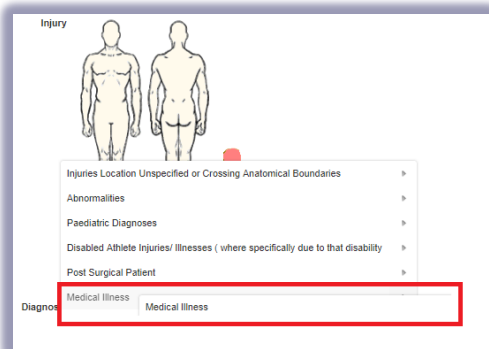 Injury
Injuries Location Unspecified or Crossing Anatomical Boundaries
Abnormalities
Paediatric Diagnoses
Disabled Athlete Injuries/ Illnesses ( where specifically due to that disability
Post Surgical Patient
Medical Illness
Diagnos
Medical Illness